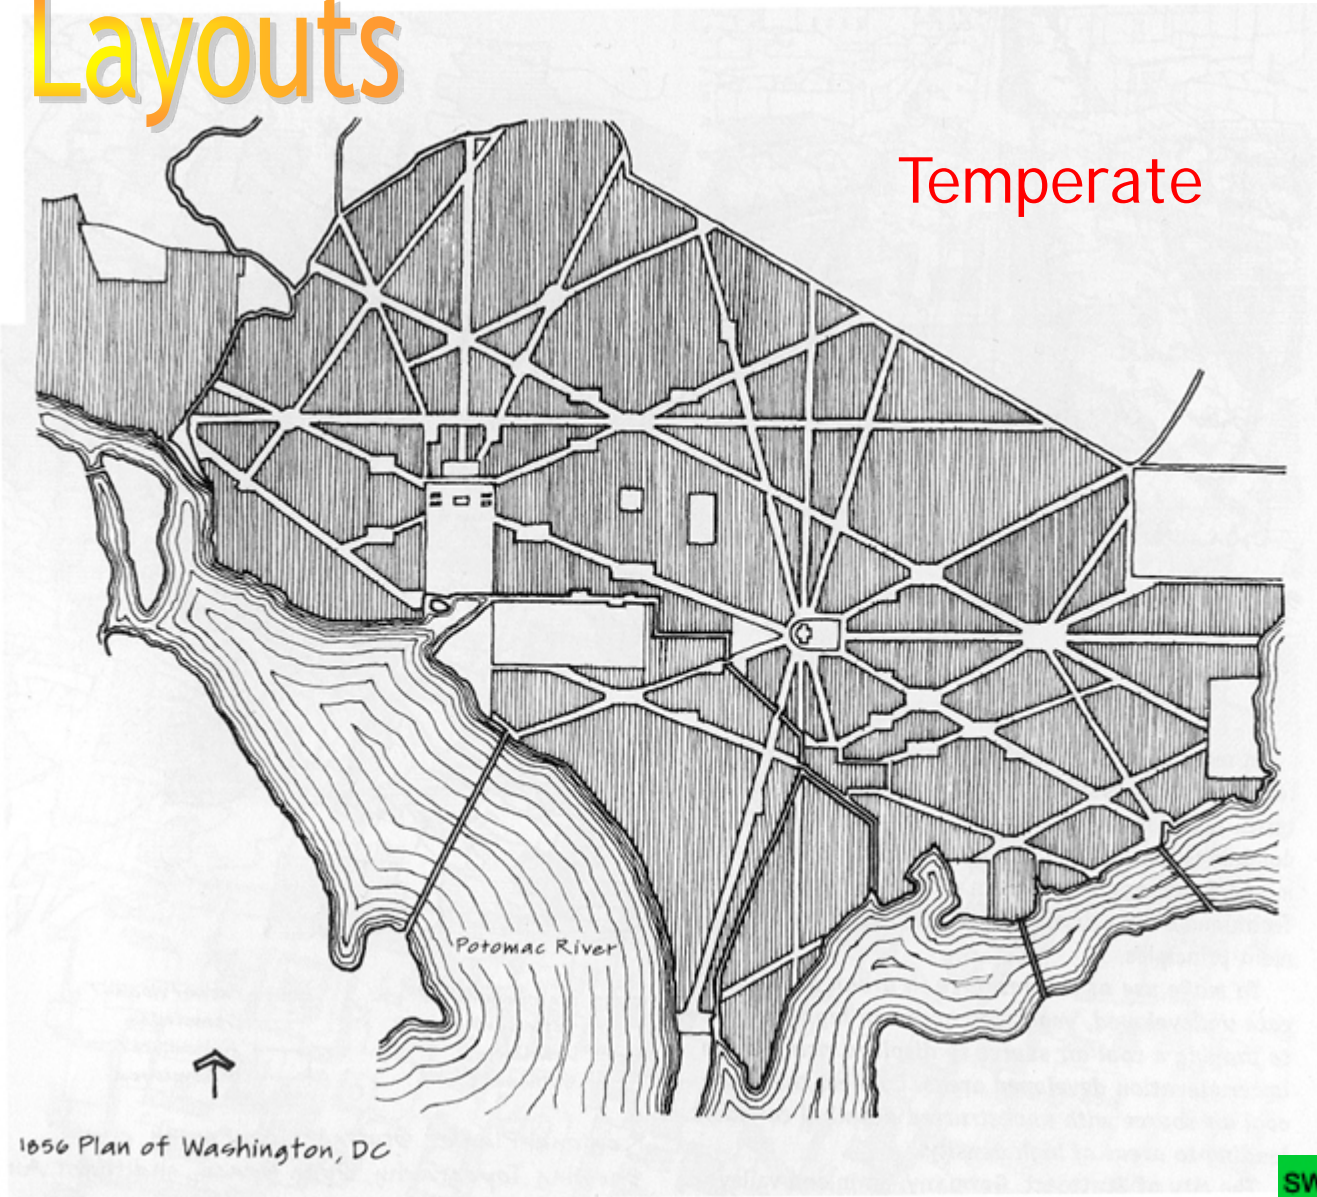 Layouts
Temperate
Potomac River
1856 Plan of Washington, DC
SW